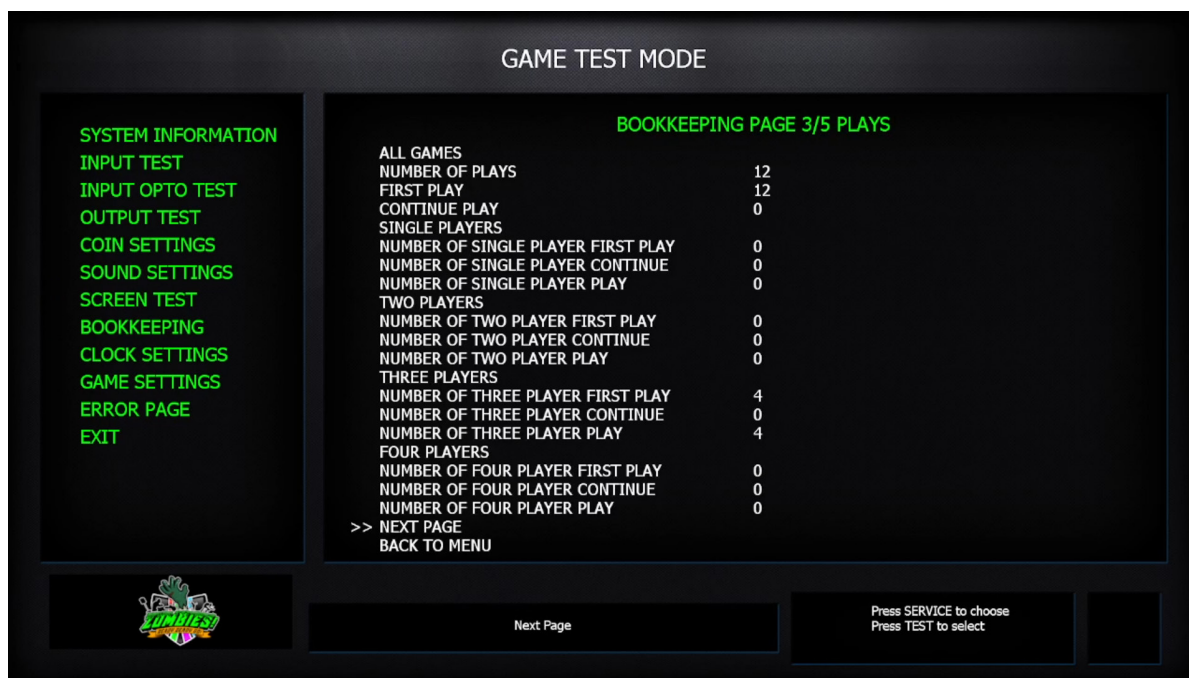 GAME TEST MODE
SYSTEM INFORMATION
INPUT TEST
INPUT OPTO TEST
OUTPUT TEST
COIN SETTINGS
SOUND SETTINGS
SCREEN TEST
BOOKKEEPING
CLOCK SETTINGS
GAME SETTINGS
ERROR PAGE
EXIT
BOOKKEEPING PAGE 3/5 PLAYS
ALL GAMES
NUMBER OF PLAYS 12
FIRST PLAY 12
CONTINUE PLAY 0
SINGLE PLAYERS
NUMBER OF SINGLE PLAYER FIRST PLAY 0
NUMBER OF SINGLE PLAYER CONTINUE 0
NUMBER OF SINGLE PLAYER PLAY 0
TWO PLAYERS
NUMBER OF TWO PLAYER FIRST PLAY 0
NUMBER OF TWO PLAYER CONTINUE 0
NUMBER OF TWO PLAYER PLAY 0
THREE PLAYERS
NUMBER OF THREE PLAYER FIRST PLAY 4
NUMBER OF THREE PLAYER CONTINUE 0
NUMBER OF THREE PLAYER PLAY 4
FOUR PLAYERS
NUMBER OF FOUR PLAYER FIRST PLAY 0
NUMBER OF FOUR PLAYER CONTINUE 0
NUMBER OF FOUR PLAYER PLAY 0
>> NEXT PAGE
BACK TO MENU
ZOMBIES!
Next Page
Press SERVICE to choose
Press TEST to select